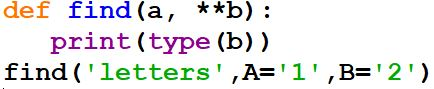 def find(a, **b):
   print(type(b))
find('letters',A='1',B='2')